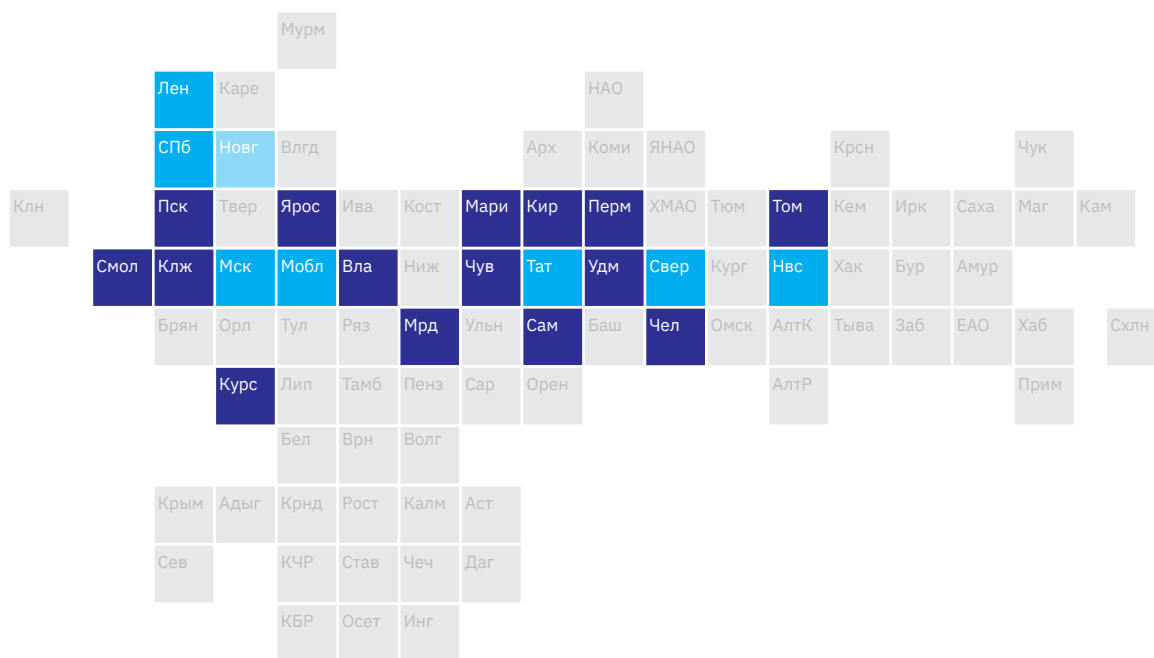 Мурм
Лен Каре НАО
СПб Новг Влгд Арх Коми ЯНАО Крсн Чук
Клн Пск Твер Ярос Ива Кост Мари Кир Перм ХМАО Тюм Том Кем Ирк Саха Маг Кам
Смол Клж Мск Мобл Вла Ниж Чув Тат Удм Свер Кург Нвс Хак Бур Амур
Брян Орл Тул Ряз Мрд Ульн Сам Баш Чел Омск АлтК Тыва Заб ЕАО Хаб Схлн
Курс Лип Тамб Пенз Сар Орен АлтР Прим
Бел Врн Волг
Крым Адыг Крнд Рост Калм Аст
Сев КЧР Став Чеч Даг
КБР Осет Инг